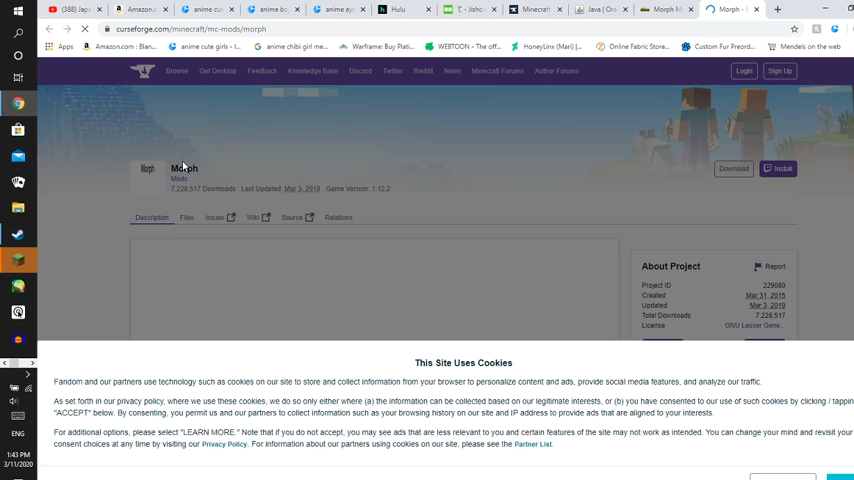 (388) Japa
Amazon.c
anime cut
anime bo
anime eye
Hulu
Jisho
Minecraft
Java | Ora
Morph M
Morph -
curseforge.com/minecraft/mc-mods/morph
Apps Amazon.com : Blan... anime cute girls - I... anime chibi girl me... Warframe: Buy Plati... WEBTOON - The off... HoneyLinx (Mari) |... Online Fabric Store... Custom Fur Preord... Mendels on the web
Browse Get Desktop Feedback Knowledge Base Discord Twitter Reddit News Minecraft Forums Author Forums Login Sign Up
Morph Morph Download Install
Mods
7,228,517 Downloads Last Updated Mar 3, 2019 Game Version: 1.12.2
Description Files Issues Wiki Source Relations
About Project Report
Project ID 229080
Created Mar 31, 2015
Updated Mar 3, 2019
Total Downloads 7,228,517
License GNU Lesser Gene...
This Site Uses Cookies
Fandom and our partners use technology such as cookies on our site to store and collect information from your browser to personalize content and ads, provide social media features, and analyze our traffic.
As set forth in our privacy policy, where we use these cookies, we do so only either where (a) the information can be collected based on our legitimate interests, or (b) you have consented to our use of such cookies by clicking / tappin
"ACCEPT" below. By consenting, you permit us and our partners to collect information such as your browsing history on our site and IP address to provide ads that are aligned to your interests.
For additional options, please select "LEARN MORE." Note that if you do not accept, you may see ads that are less relevant to you and certain features of the site may not work as intended. You can change your mind and revisit your
consent choices at any time by visiting our Privacy Policy. For information about our partners using cookies on our site, please see the Partner List.
ENG
1:43 PM
3/11/2020